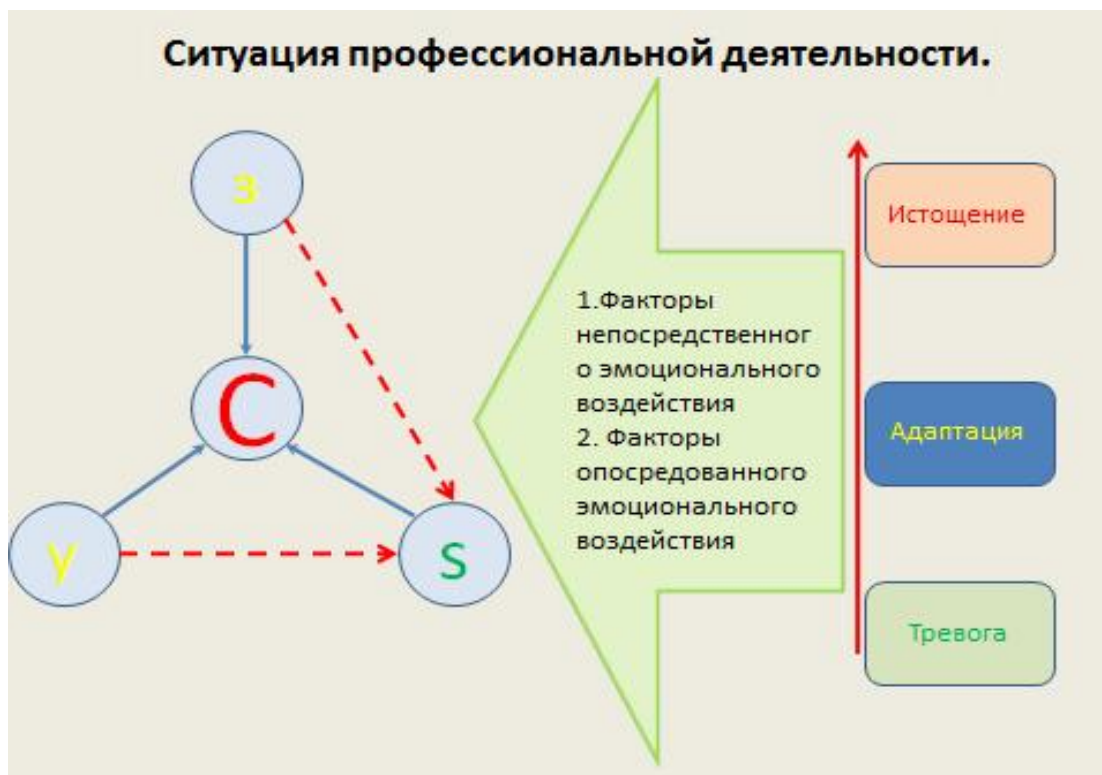 Ситуация профессиональной деятельности.
з
С
у
s
1.Факторы
непосредственног
о эмоционального
воздействия
2. Факторы
опосредованного
эмоционального
воздействия
Истощение
Адаптация
Тревога